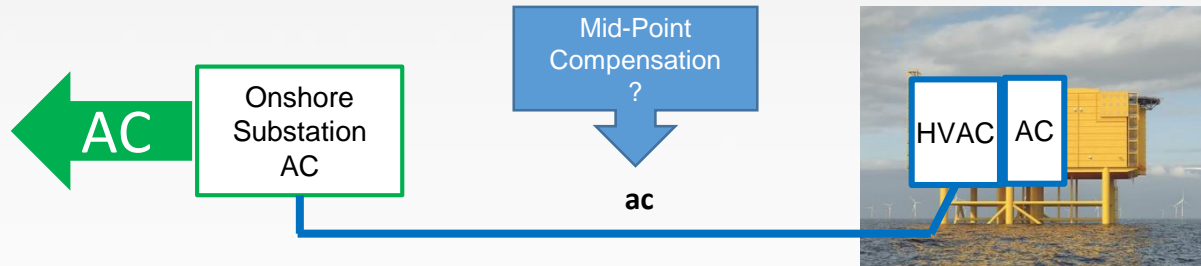 Mid-Point
Compensation
?
AC
Onshore
Substation
AC
HVAC
AC
ac